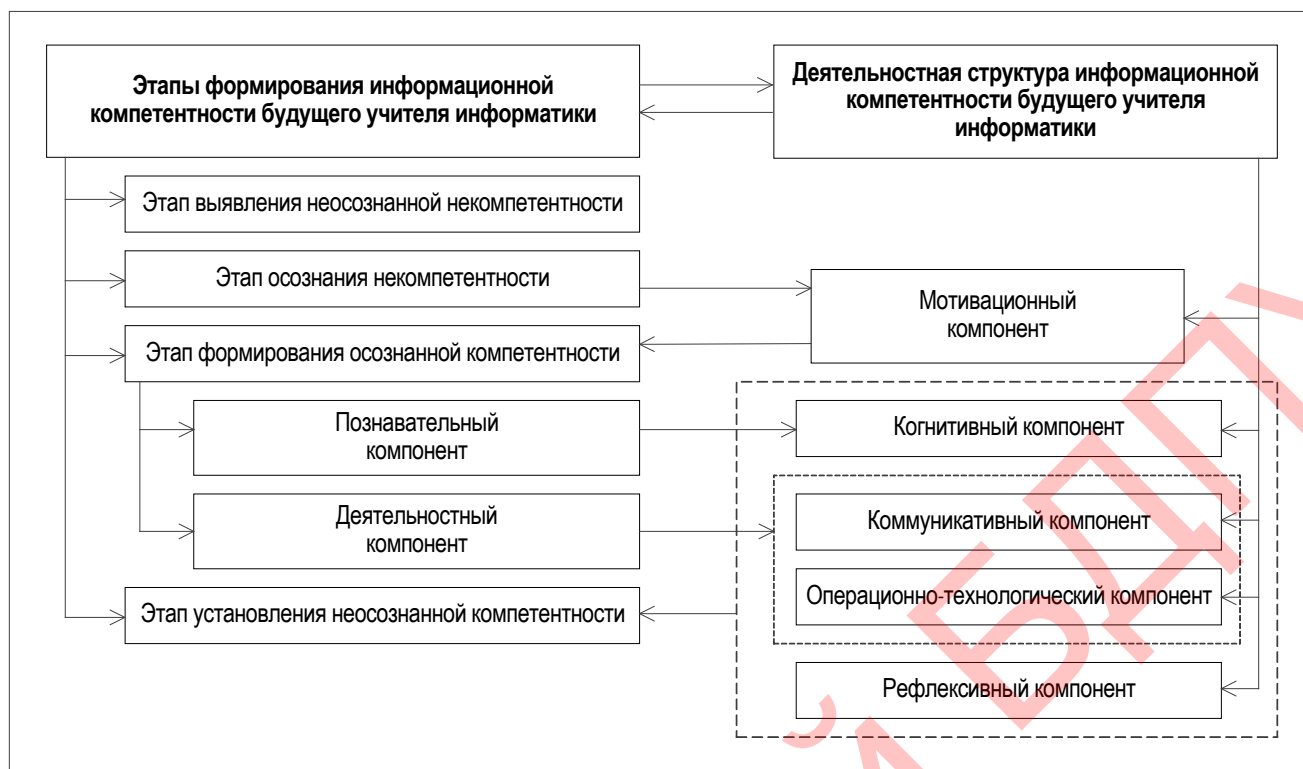 Этапы формирования информационной
компетентности будущего учителя информатики
Деятельностная структура информационной
компетентности будущего учителя
информатики
Этап выявления неосознанной некомпетентности
Этап осознания некомпетентности
Мотивационный
компонент
Этап формирования осознанной компетентности
Познавательный
компонент
Когнитивный компонент
Деятельностный
компонент
Коммуникативный компонент
Операционно-технологический компонент
Этап установления неосознанной компетентности
Рефлексивный компонент
Й БДПУ